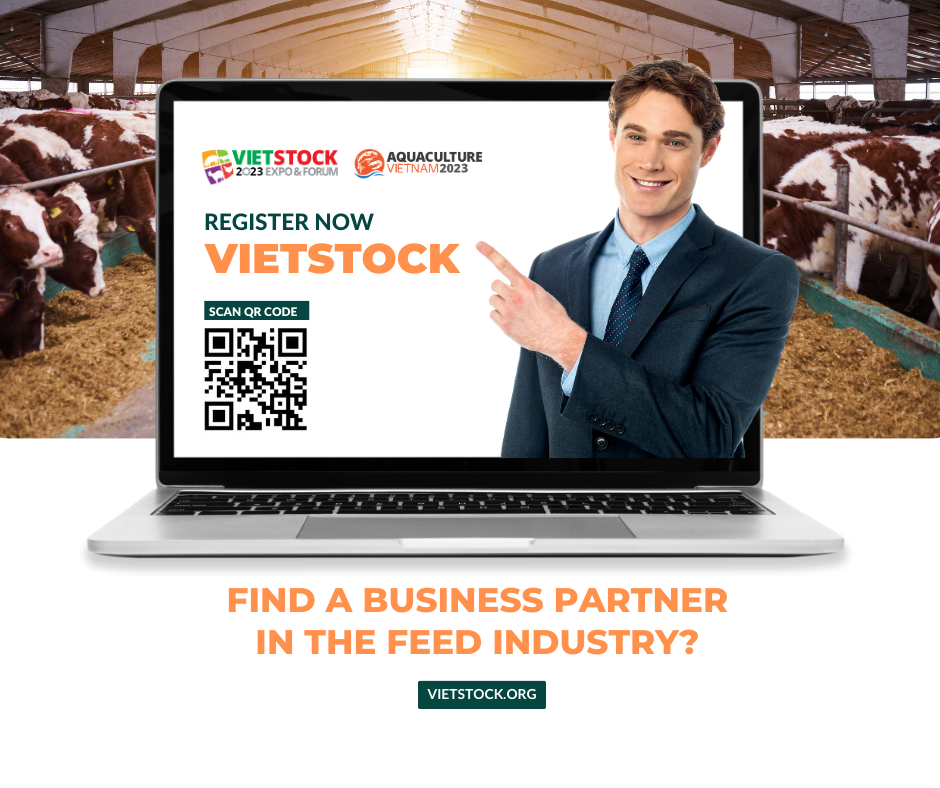 VIETSTOCK
2023 EXPO & FORUM
AQUACULTURE
VIETNAM2023
REGISTER NOW
VIETSTOCK
SCAN QR CODE
FIND A BUSINESS PARTNER
IN THE FEED INDUSTRY?
VIETSTOCK.ORG